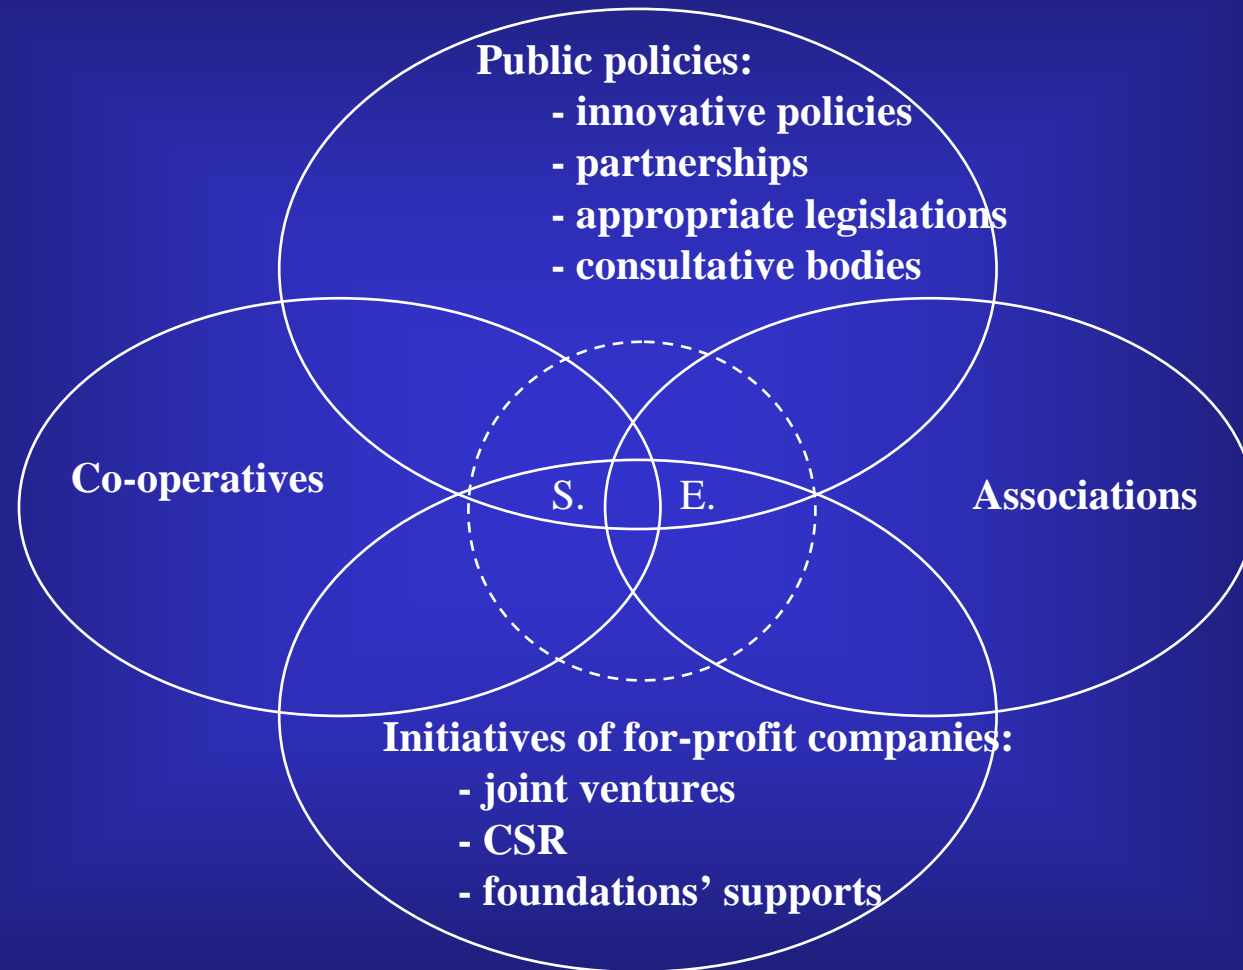 Public policies:
- innovative policies
- partnerships
- appropriate legislations
- consultative bodies
Co-operatives
S. E.
Associations
Initiatives of for-profit companies:
- joint ventures
- CSR
- foundations’ supports